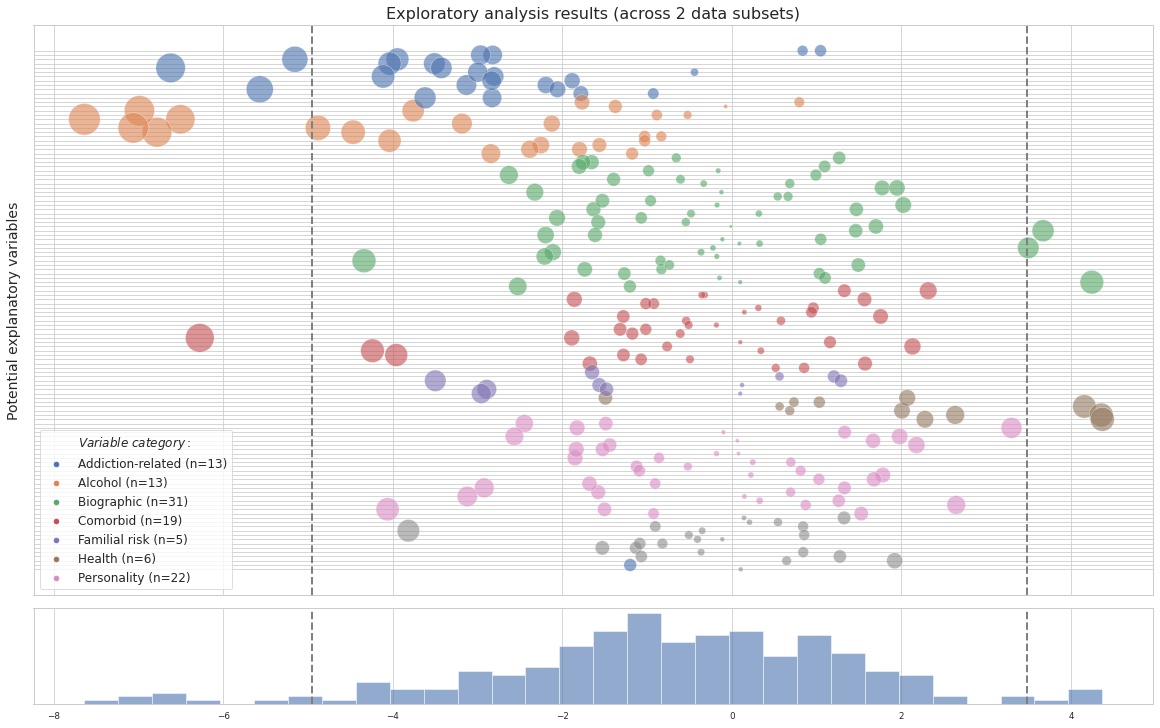 Exploratory analysis results (across 2 data subsets)
Potential explanatory variables
Variable category:
Addiction-related (n=13)
Alcohol (n=13)
Biographic (n=31)
Comorbid (n=19)
Familial risk (n=5)
Health (n=6)
Personality (n=22)
−8 −6 −4 −2 0 2 4